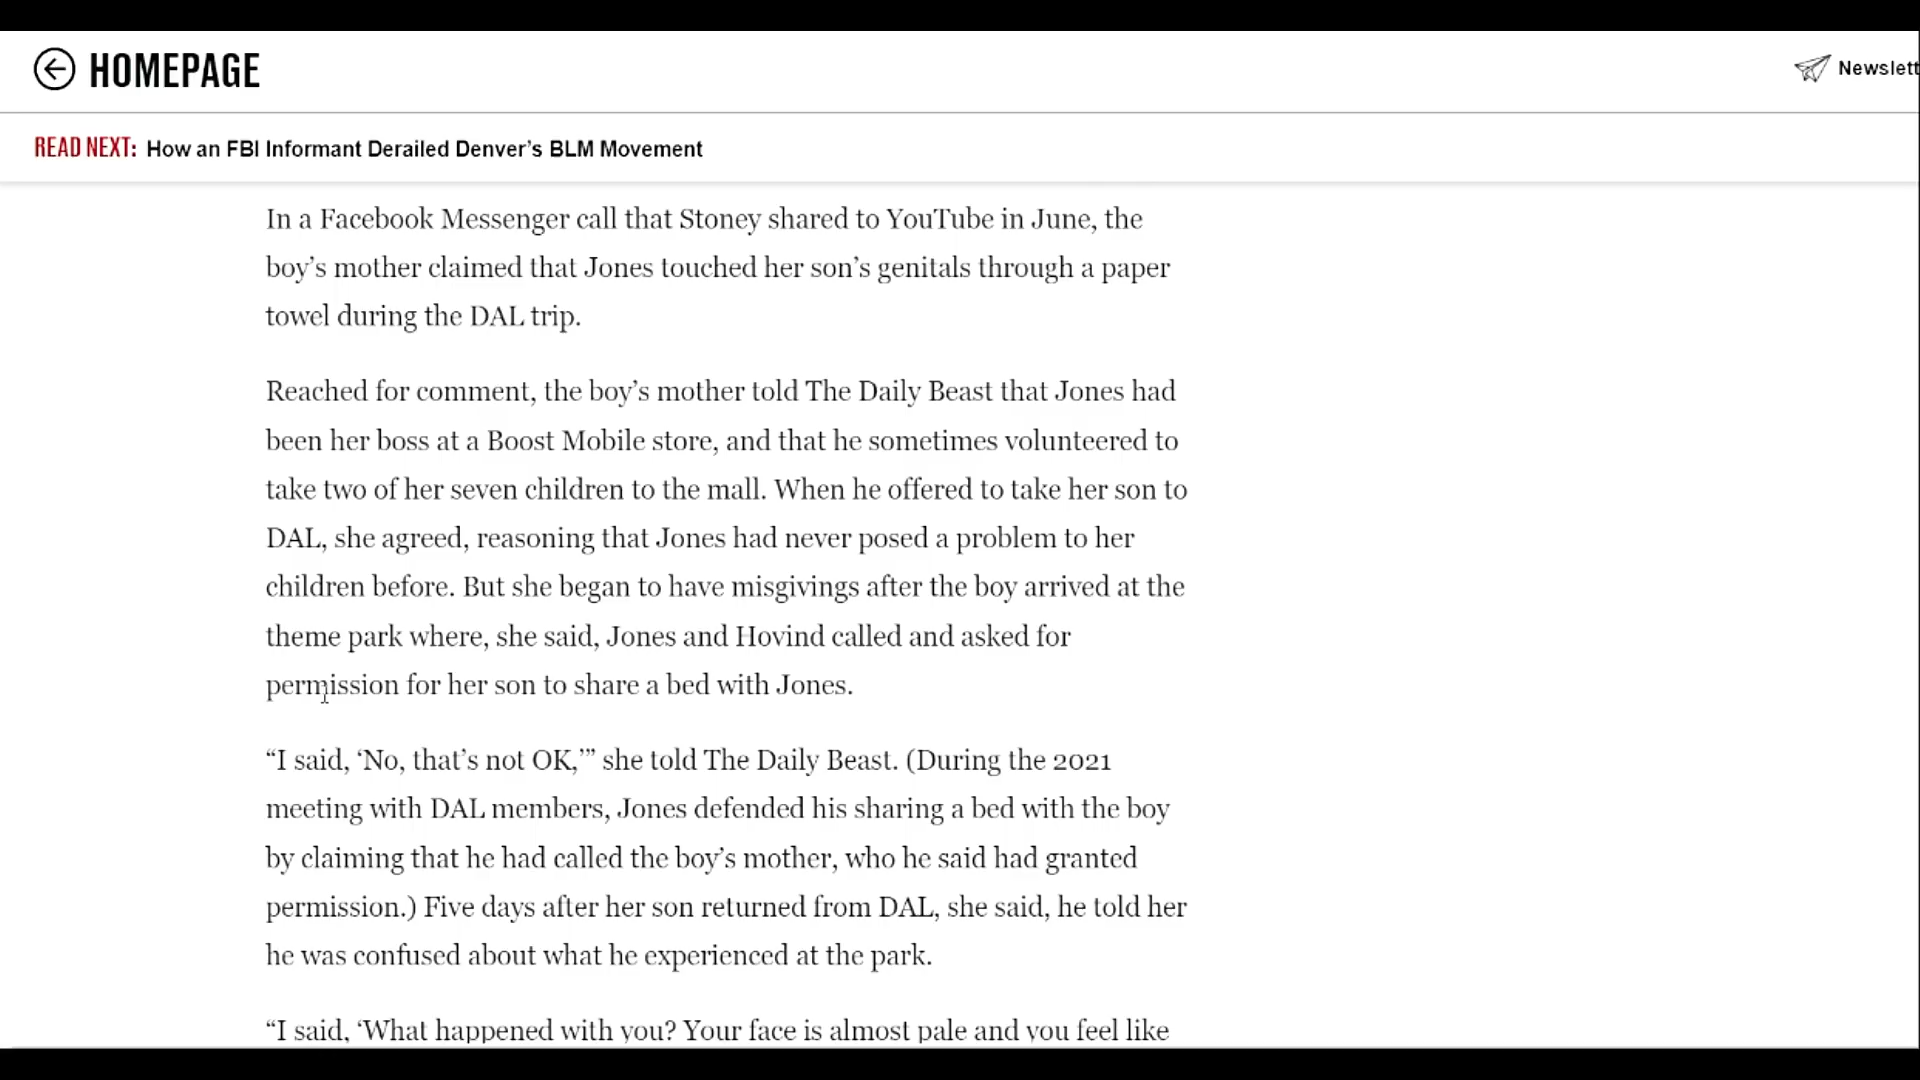 HOMEPAGE
Newslett
READ NEXT: How an FBI Informant Derailed Denver’s BLM Movement
In a Facebook Messenger call that Stoney shared to YouTube in June, the
boy’s mother claimed that Jones touched her son’s genitals through a paper
towel during the DAL trip.
Reached for comment, the boy’s mother told The Daily Beast that Jones had
been her boss at a Boost Mobile store, and that he sometimes volunteered to
take two of her seven children to the mall. When he offered to take her son to
DAL, she agreed, reasoning that Jones had never posed a problem to her
children before. But she began to have misgivings after the boy arrived at the
theme park where, she said, Jones and Hovind called and asked for
permission for her son to share a bed with Jones.
“I said, ‘No, that’s not OK,’” she told The Daily Beast. (During the 2021
meeting with DAL members, Jones defended his sharing a bed with the boy
by claiming that he had called the boy’s mother, who he said had granted
permission.) Five days after her son returned from DAL, she said, he told her
he was confused about what he experienced at the park.
“I said, ‘What happened with you? Your face is almost pale and you feel like